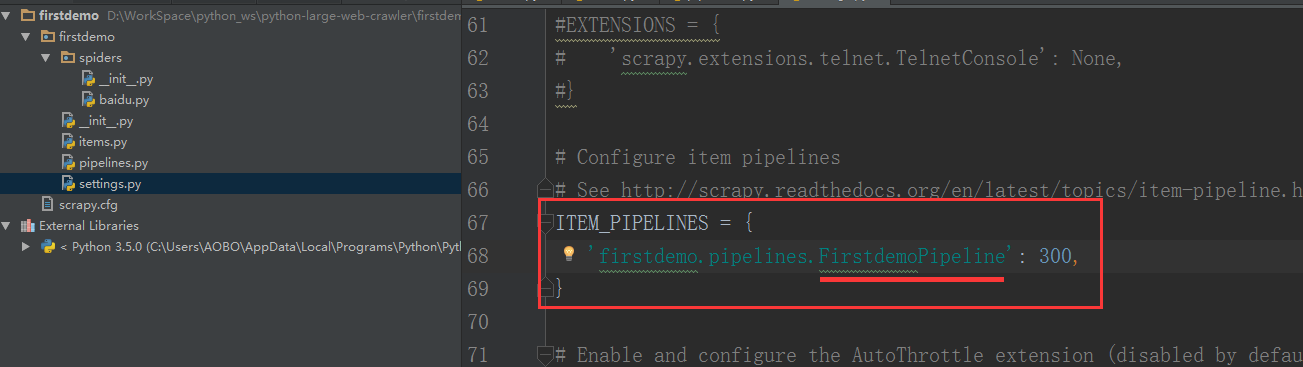 firstdemo D:\WorkSpace\python_ws\python-large-web-crawler\firstdem
firstdemo
spiders
__init__.py
baidu.py
__init__.py
items.py
pipelines.py
settings.py
scrapy.cfg
External Libraries
< Python 3.5.0 (C:\Users\AOBO\AppData\Local\Programs\Python\Pyt
61 #EXTENSIONS = {
62 #    'scrapy.extensions.telnet.TelnetConsole': None,
63 #}
64
65 # Configure item pipelines
66 # See http://scrapy.readthedocs.org/en/latest/topics/item-pipeline.h
67 ITEM_PIPELINES = {
68    'firstdemo.pipelines.FirstdemoPipeline': 300,
69 }
70
71 # Enable and configure the AutoThrottle extension (disabled by defau